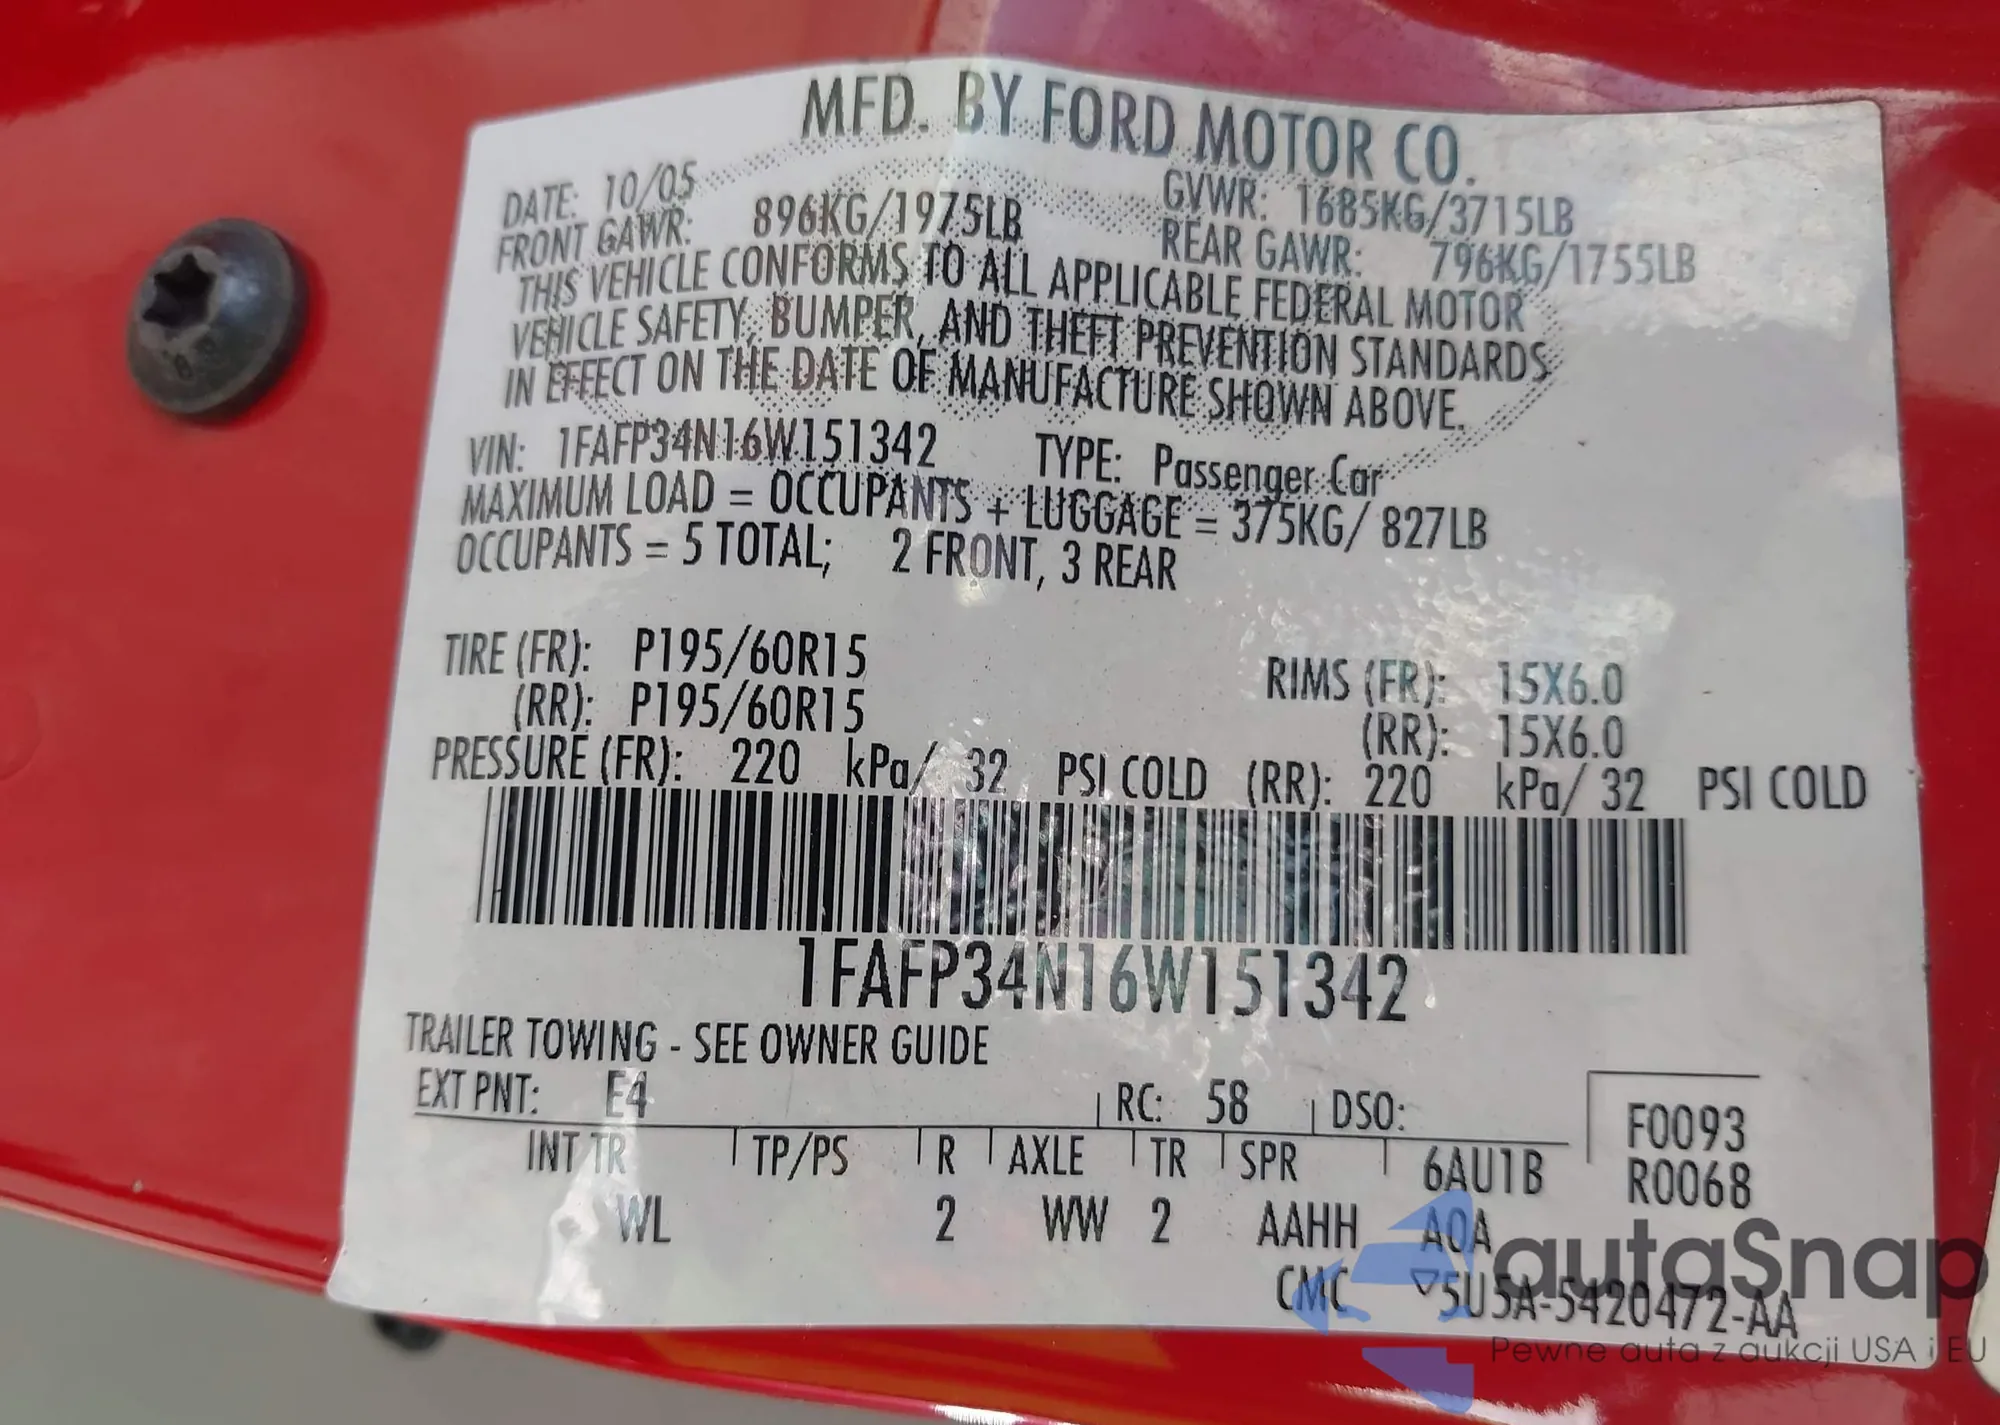 MFD. BY FORD MOTOR CO.
DATE: 10/05 GVWR: 1685KG/3715LB
FRONT GAWR: 896KG/1975LB REAR GAWR: 796KG/1755LB
THIS VEHICLE CONFORMS TO ALL APPLICABLE FEDERAL MOTOR
VEHICLE SAFETY, BUMPER, AND THEFT PREVENTION STANDARDS
IN EFFECT ON THE DATE OF MANUFACTURE SHOWN ABOVE.
VIN: 1FAFP34N16W151342 TYPE: Passenger Car
MAXIMUM LOAD = OCCUPANTS + LUGGAGE = 375KG/ 827LB
OCCUPANTS = 5 TOTAL; 2 FRONT, 3 REAR
TIRE (FR): P195/60R15 RIMS (FR): 15X6.0
(RR): P195/60R15 (RR): 15X6.0
PRESSURE (FR): 220 kPa/ 32 PSI COLD (RR): 220 kPa/ 32 PSI COLD
1FAFP34N16W151342
TRAILER TOWING - SEE OWNER GUIDE
EXT PNT: E4 RC: 58 DSO: F0093
INT TR TP/PS R AXLE TR SPR 6AU1B R0068
WL 2 WW 2 AAHH A0A
CMC ▽5U5A-5420472-AA
autaSnap
Pewne auta z aukcji USA i EU